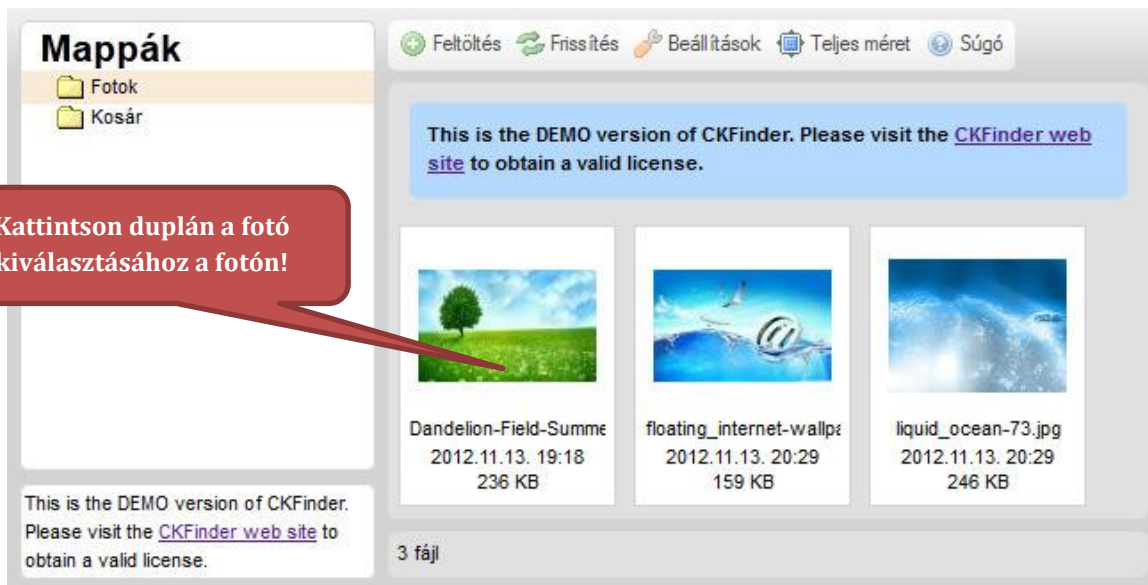 Mappák
Fotok
Kosár
Feltöltés Frissítés Beállítások Teljes méret Súgó
This is the DEMO version of CKFinder. Please visit the CKFinder web
site to obtain a valid license.
Kattintson duplán a fotó
kiválasztásához a fotón!
Dandelion-Field-Summe
2012.11.13. 19:18
236 KB
floating_internet-wallpa
2012.11.13. 20:29
159 KB
liquid_ocean-73.jpg
2012.11.13. 20:29
246 KB
This is the DEMO version of CKFinder.
Please visit the CKFinder web site to
obtain a valid license.
3 fájl